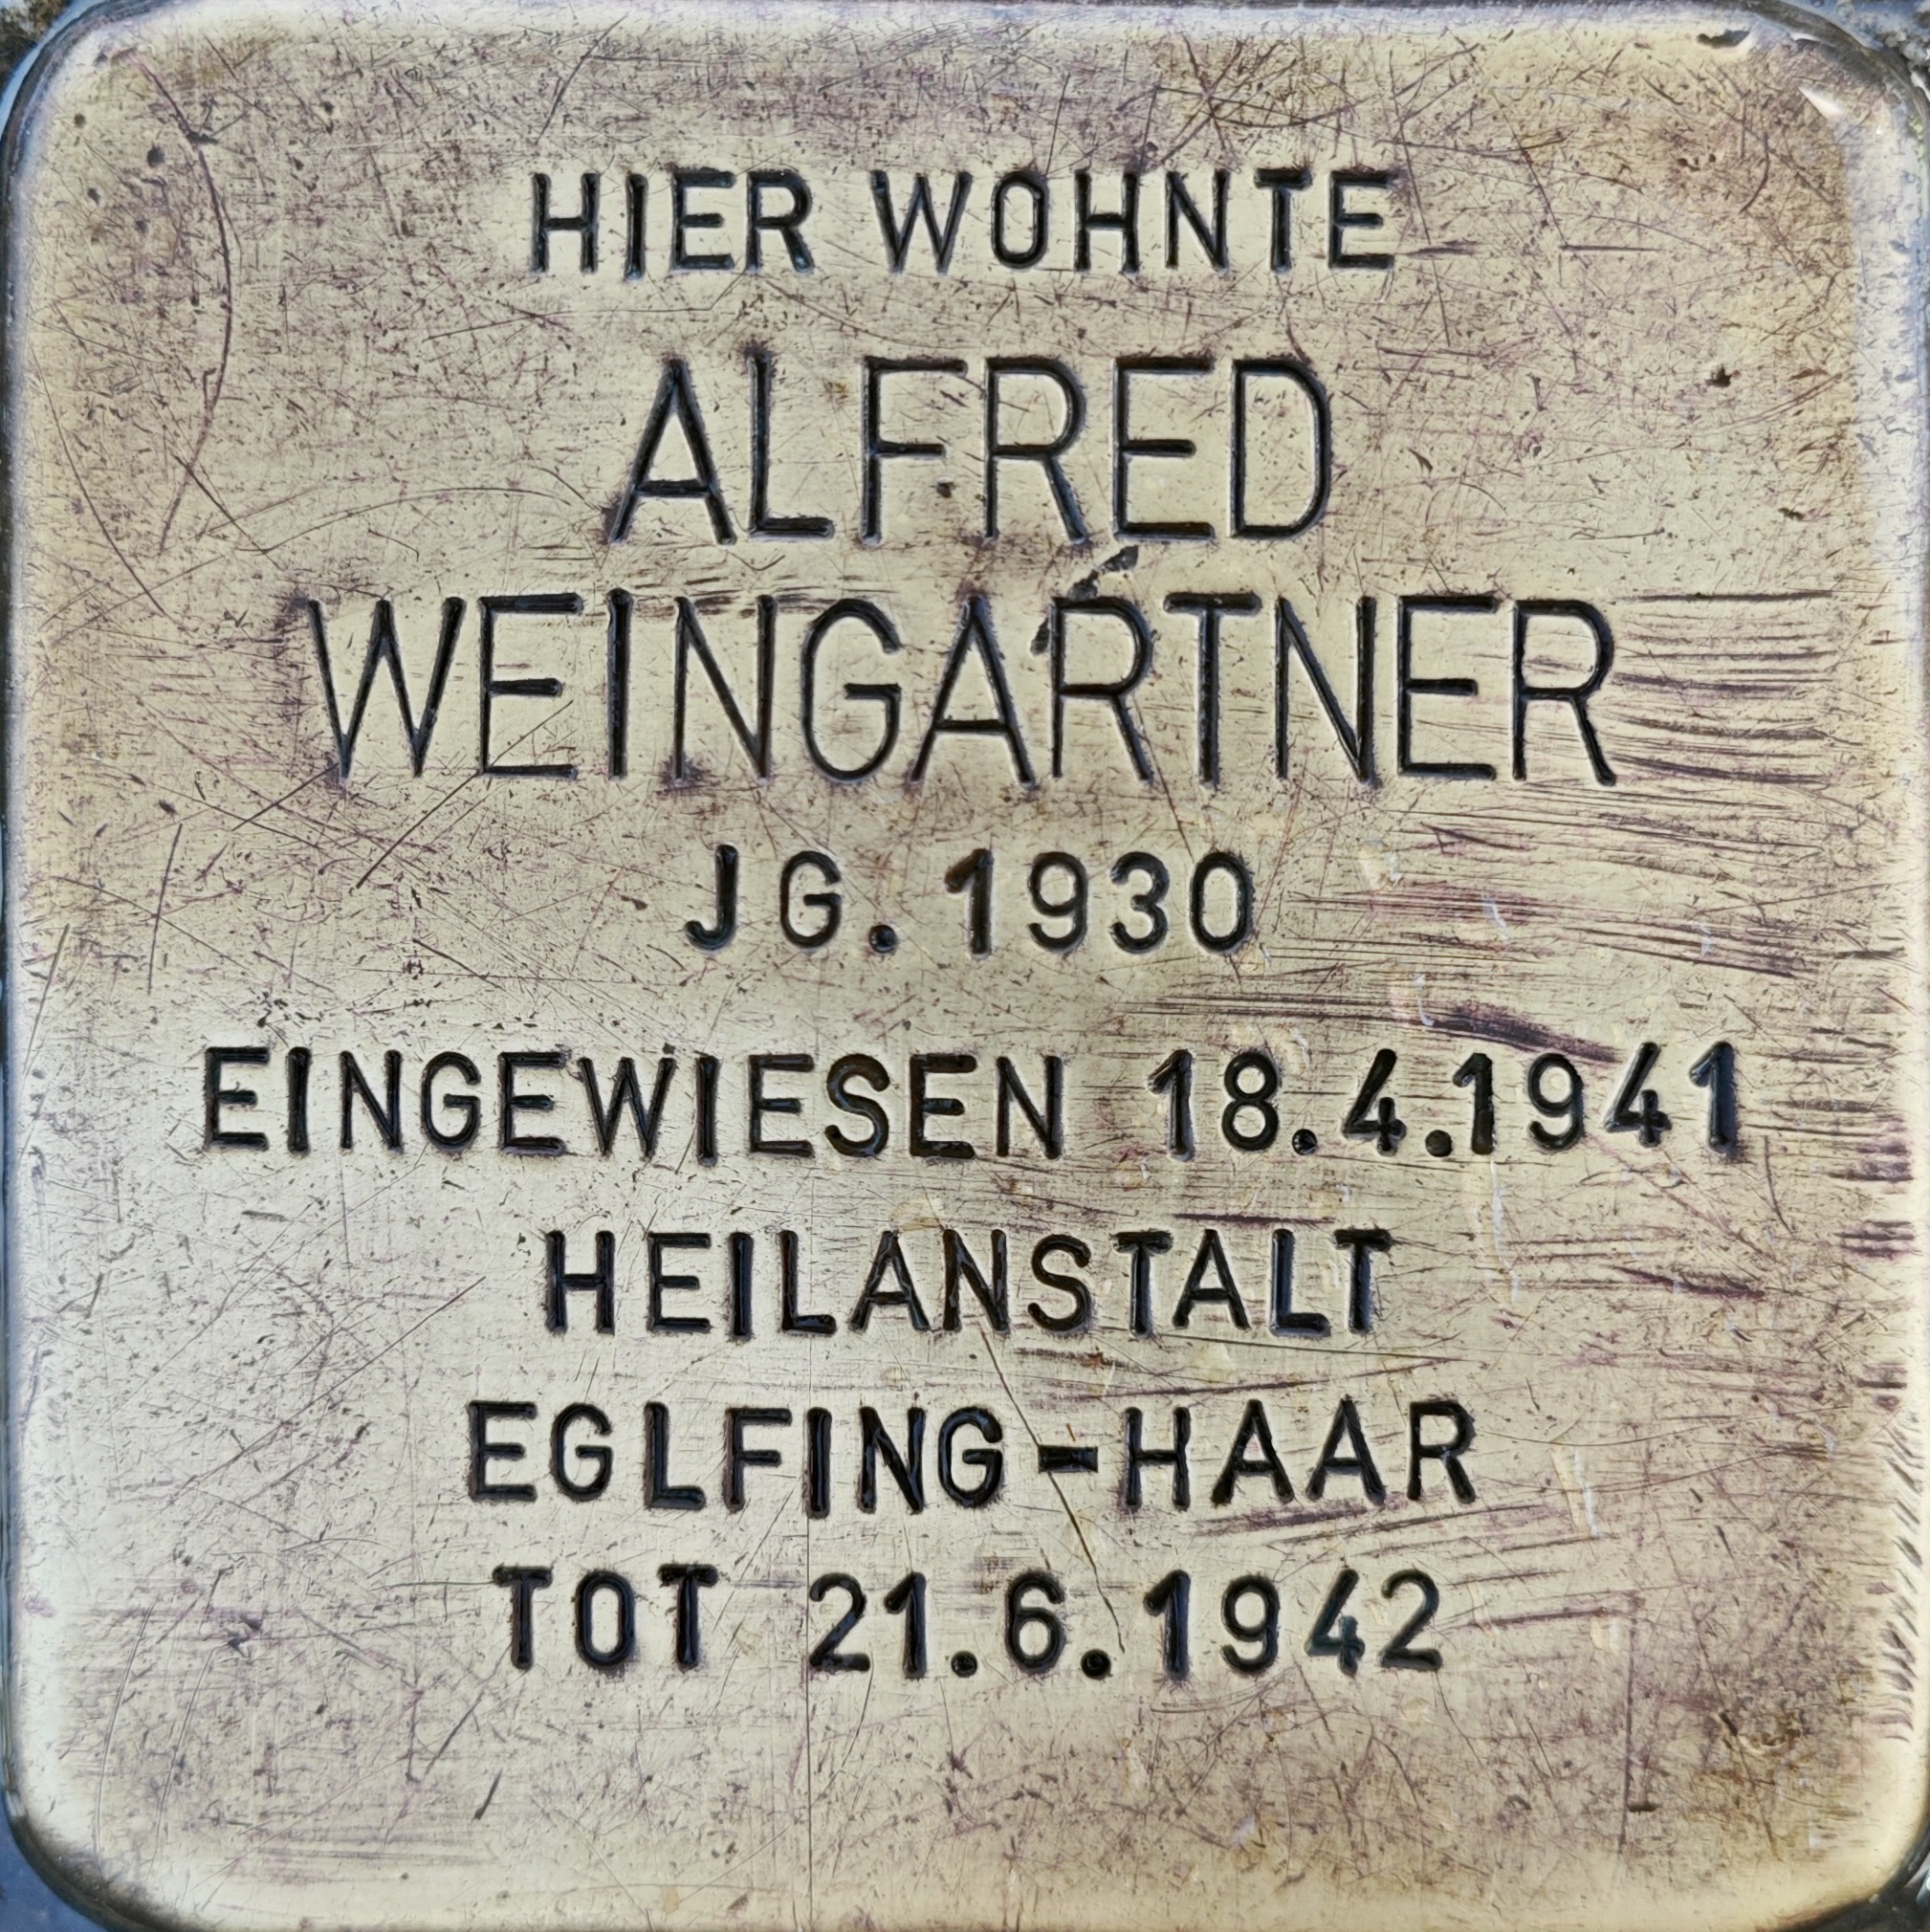 HIER WOHNTE
ALFRED
WEINGARTNER
JG. 1930
EINGEWIESEN 18.4.1941
HEILANSTALT
EGLFING-HAAR
TOT 21.6.1942